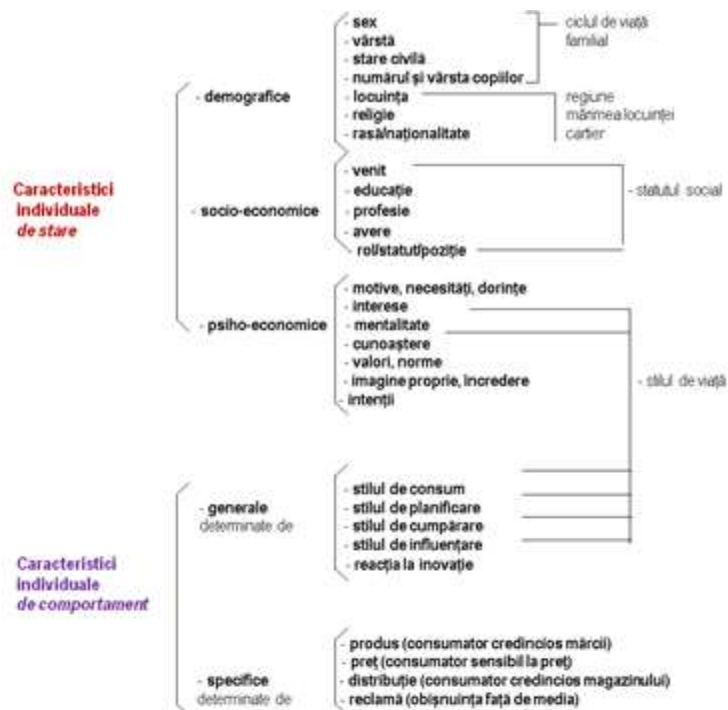 - sex
- vârstă
- stare civilă
- numărul și vârsta copiilor
ciclul de viață
familial
- demografice
- locuința
- religie
- rasă/naționalitate
regiune
mărimea locuinței
cartier
Caracteristici
individuale
de stare
- socio-economice
- venit
- educație
- profesie
- avere
- rol/statut/poziție
- statutul social
- psiho-economice
- motive, necesități, dorințe
- interese
- mentalitate
- cunoaștere
- valori, norme
- imagine proprie, încredere
- intenții
- stilul de viață
Caracteristici
individuale
de comportament
- generale
determinate de
- stilul de consum
- stilul de planificare
- stilul de cumpărare
- stilul de influențare
- reacția la inovație
- specifice
determinate de
- produs (consumator credincios mărcii)
- preț (consumator sensibil la preț)
- distribuție (consumator credincios magazinului)
- reclamă (obișnuința față de media)